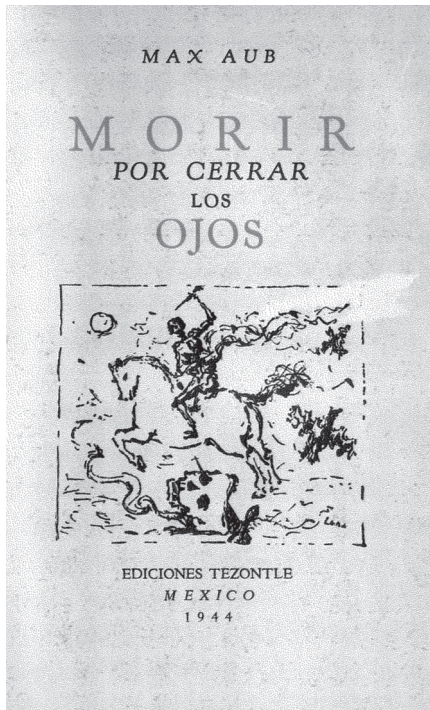 MAX AUB
MORIR
POR CERRAR
LOS
OJOS
EDICIONES TEZONTLE
MEXICO
1944